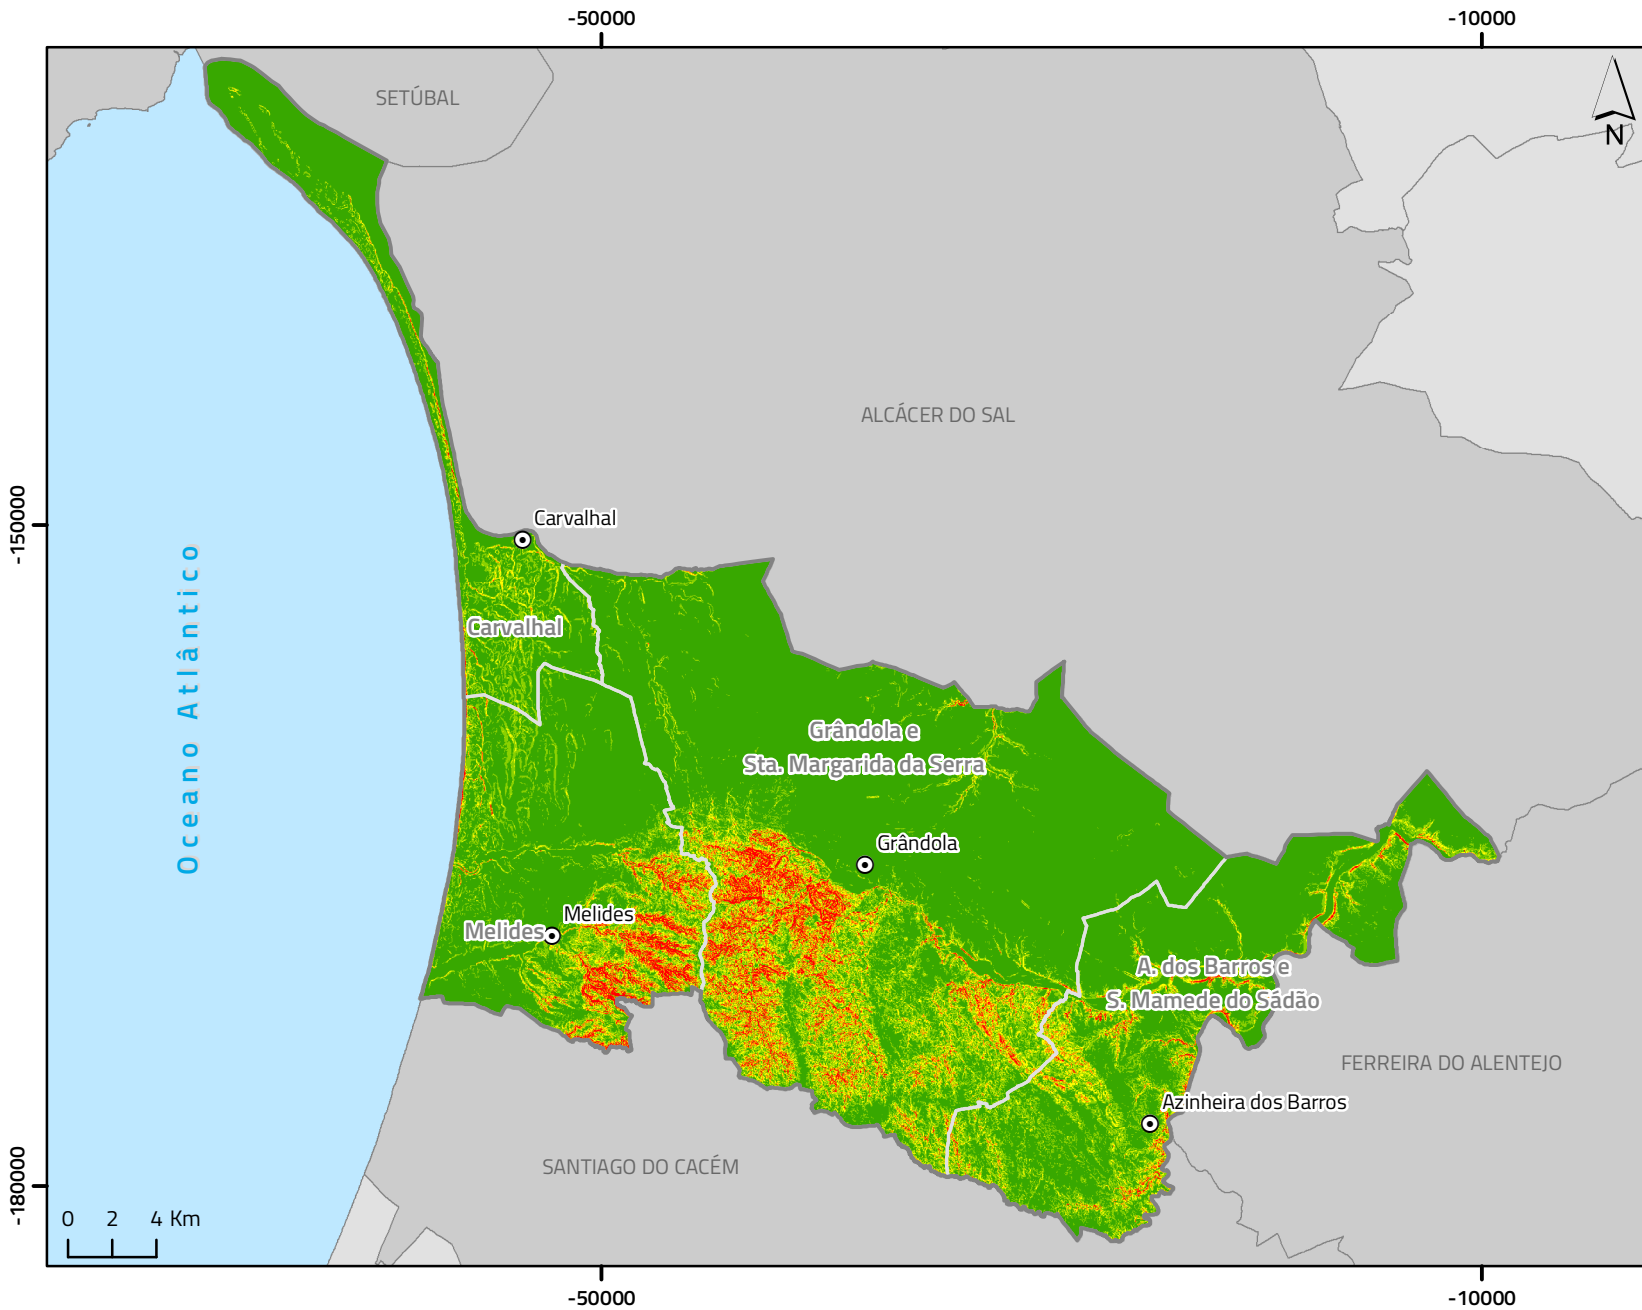 -50000
-10000
SETÚBAL
N
ALCÁCER DO SAL
-150000
Carvalhal
Oceano Atlântico
Carvalhal
Grândola e
Sta. Margarida da Serra
Grândola
Melides
Melides
A. dos Barros e
S. Mamede do Sádão
FERREIRA DO ALENTEJO
Azinheira dos Barros
SANTIAGO DO CACÉM
-180000
0 2 4 Km
-50000
-10000